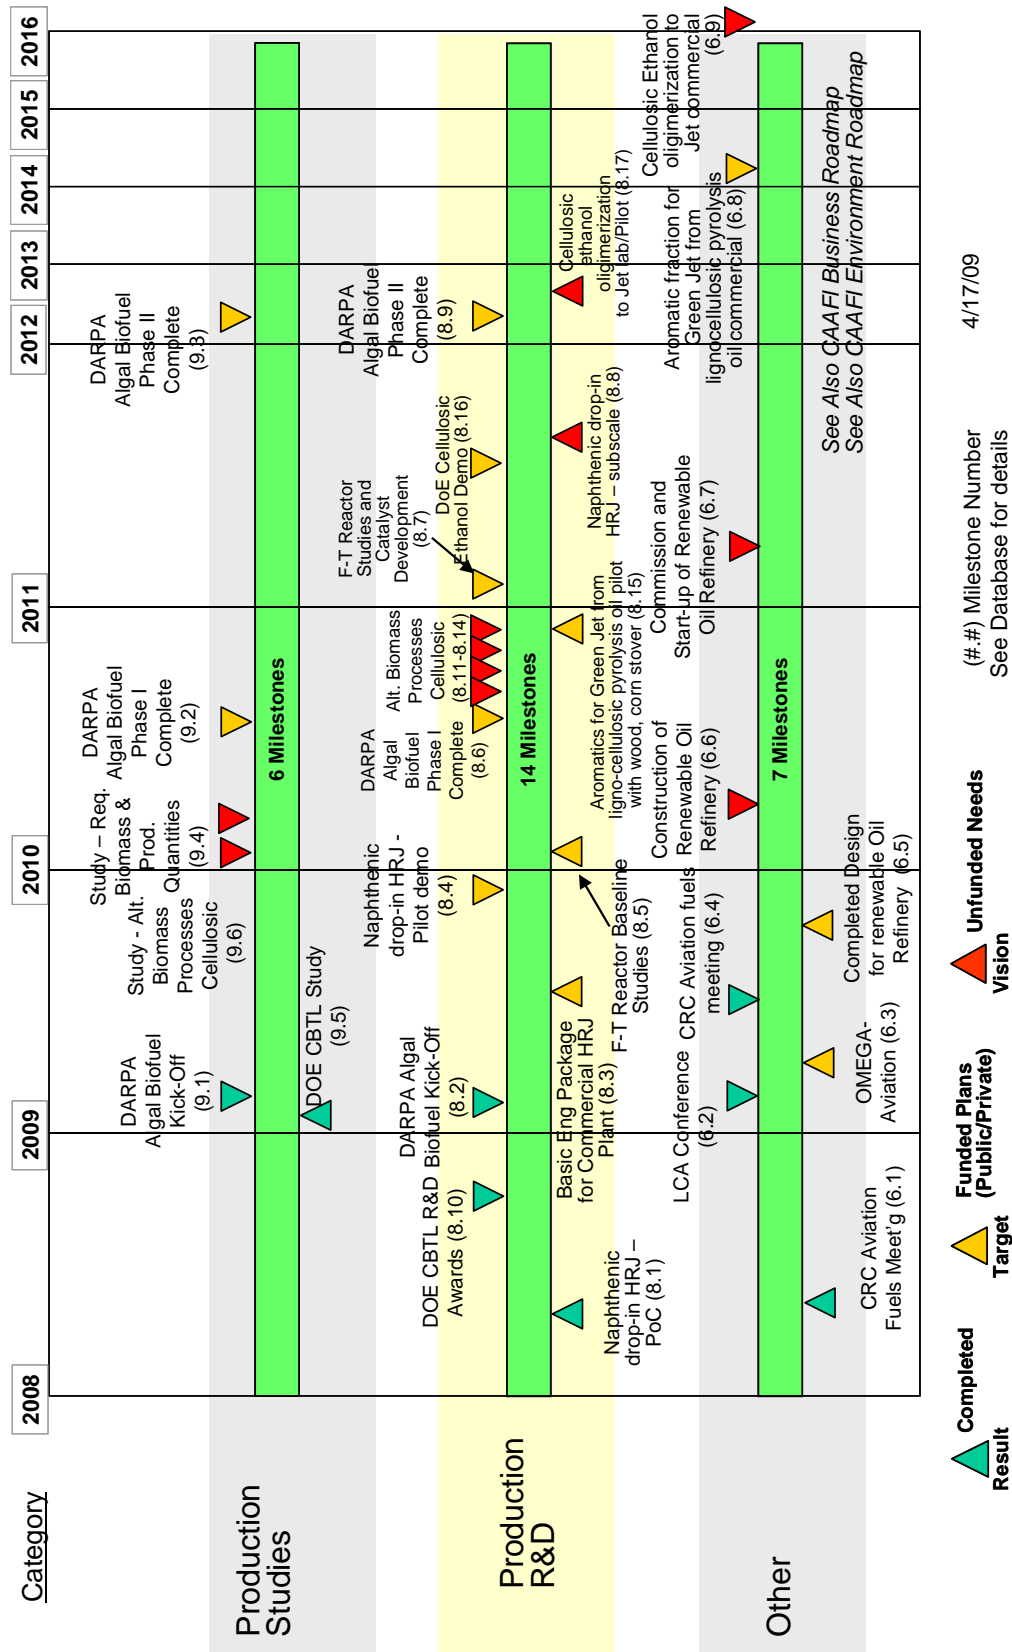 Category
2008
2009
2010
2011
2012
2013
2014
2015
2016
Production
Studies
DARPA
Algal Biofuel
Kick-Off
(9.1)
DOE CBTL Study
(9.5)
Study - Alt.
Biomass
Processes
Cellulosic
(9.6)
Study – Req.
Biomass &
Prod.
Quantities
(9.4)
DARPA
Algal Biofuel
Phase I
Complete
(9.2)
DARPA
Algal Biofuel
Phase II
Complete
(9.3)
6 Milestones
Production
R&D
DOE CBTL R&D
Awards (8.10)
DARPA Algal
Biofuel Kick-Off
(8.2)
Naphthenic
drop-in HRJ -
Pilot demo
(8.4)
DARPA
Algal
Biofuel
Phase I
Complete
(8.6)
Alt. Biomass
Processes
Cellulosic
(8.11-8.14)
F-T Reactor
Studies and
Catalyst
Development
(8.7)
DoE Cellulosic
Ethanol Demo (8.16)
DARPA
Algal Biofuel
Phase II
Complete
(8.9)
14 Milestones
Naphthenic
drop-in HRJ –
PoC (8.1)
Basic Eng Package
for Commercial HRJ
Plant (8.3)
F-T Reactor Baseline
Studies (8.5)
Aromatics for Green Jet from
ligno-cellulosic pyrolysis oil pilot
with wood, corn stover (8.15)
Naphthenic drop-in
HRJ – subscale (8.8)
Cellulosic
ethanol
oligimerization
to Jet lab/Pilot (8.17)
Other
LCA Conference
(6.2)
CRC Aviation fuels
meeting (6.4)
Construction of
Renewable Oil
Refinery (6.6)
Commission and
Start-up of Renewable
Oil Refinery (6.7)
Aromatic fraction for
Green Jet from
lignocellulosic pyrolysis
oil commercial (6.8)
Cellulosic Ethanol
oligimerization to
Jet commercial
(6.9)
7 Milestones
CRC Aviation
Fuels Meet'g (6.1)
OMEGA-
Aviation (6.3)
Completed Design
for renewable Oil
Refinery (6.5)
See Also CAAFI Business Roadmap
See Also CAAFI Environment Roadmap
Completed
Result
Funded Plans
(Public/Private)
Target
Unfunded Needs
Vision
(#.#) Milestone Number
See Database for details
4/17/09